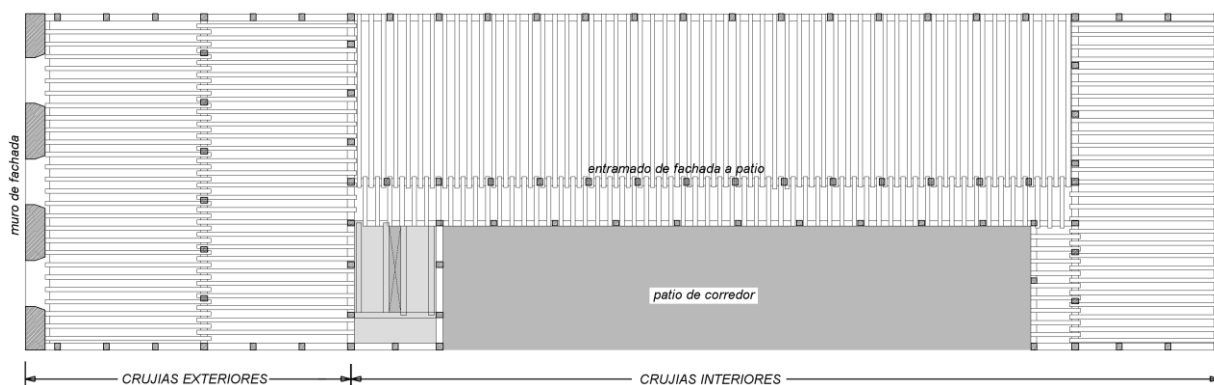 muro de fachada
entramado de fachada a patio
patio de corredor
CRUJIAS EXTERIORES
CRUJIAS INTERIORES